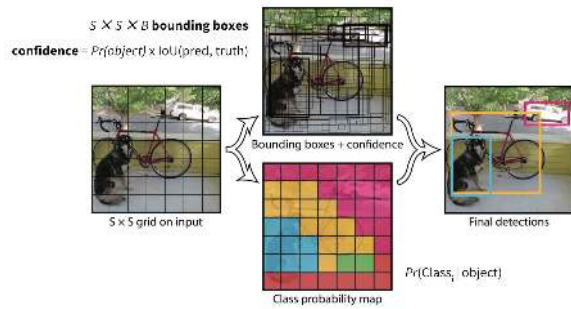 S × S × B bounding boxes
confidence = Pr(object) x IoU(pred, truth)
Bounding boxes + confidence
S × S grid on input
Final detections
Pr(Classᵢ | object)
Class probability map